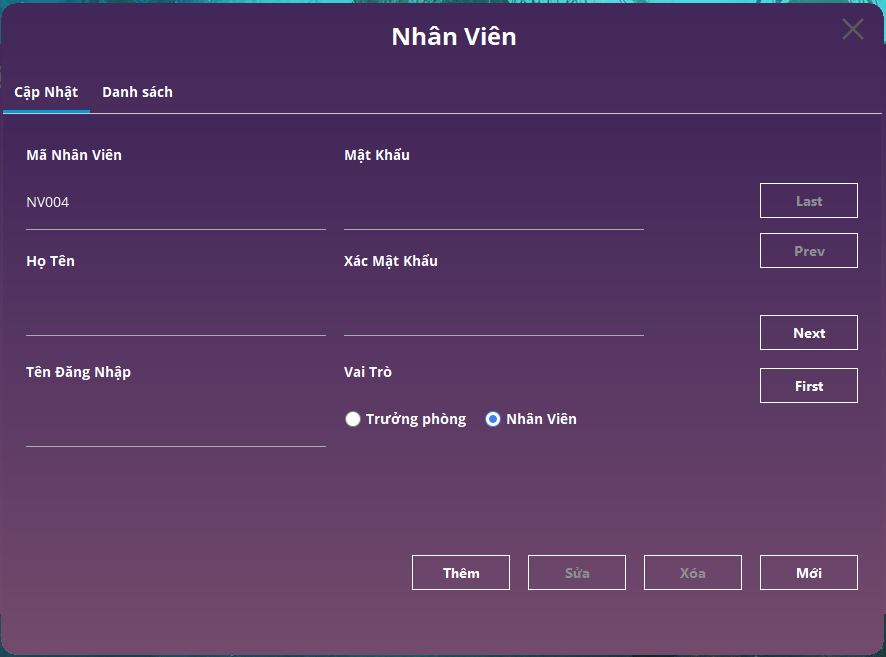 Nhân Viên
Cập Nhật Danh sách
Mã Nhân Viên Mật Khẩu
NV004 Last
Prev
Họ Tên Xác Mật Khẩu
Next
Tên Đăng Nhập Vai Trò
First
Trưởng phòng Nhân Viên
Thêm Sửa Xóa Mới